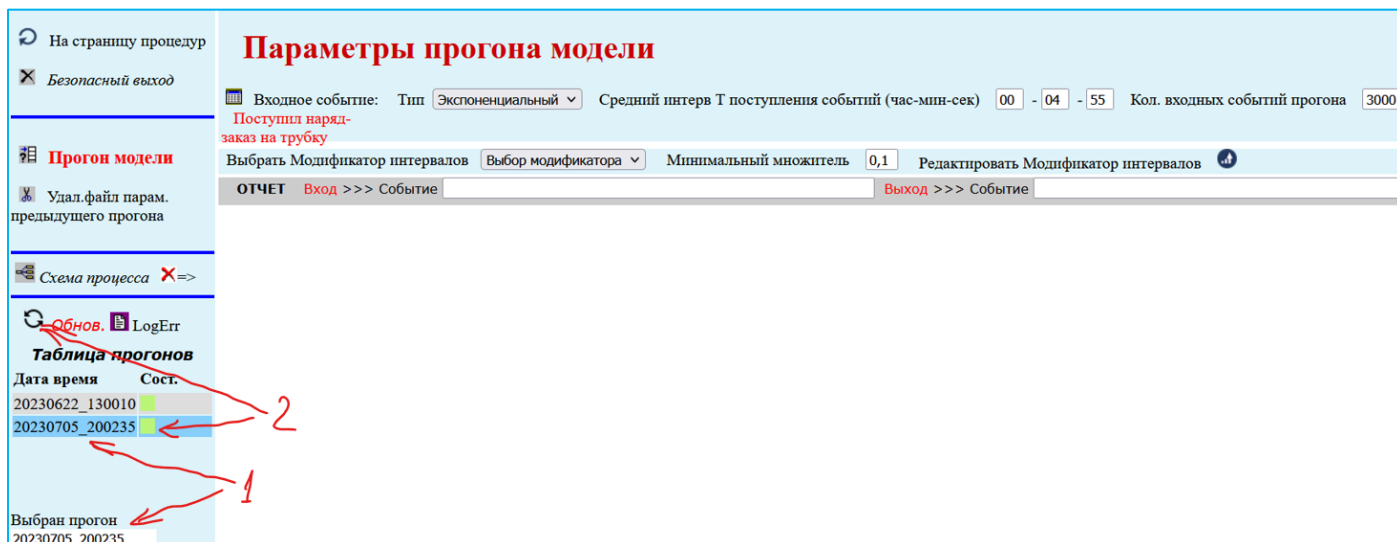 На страницу процедур
Безопасный выход
Прогон модели
Удал.файл парам.
предыдущего прогона
Схема процесса =>
Обнов. LogErr
Таблица прогонов
Дата время Сост.
20230622_130010
20230705_200235
Выбран прогон
20230705_200235
Параметры прогона модели
Входное событие: Тип Экспоненциальный Средний интерв T поступления событий (час-мин-сек) 00 - 04 - 55 Кол. входных событий прогона 3000
Поступил наряд-
заказ на трубку
Выбрать Модификатор интервалов Выбор модификатора Минимальный множитель 0,1 Редактировать Модификатор интервалов
ОТЧЕТ Вход >>> Событие Выход >>> Событие
2
1